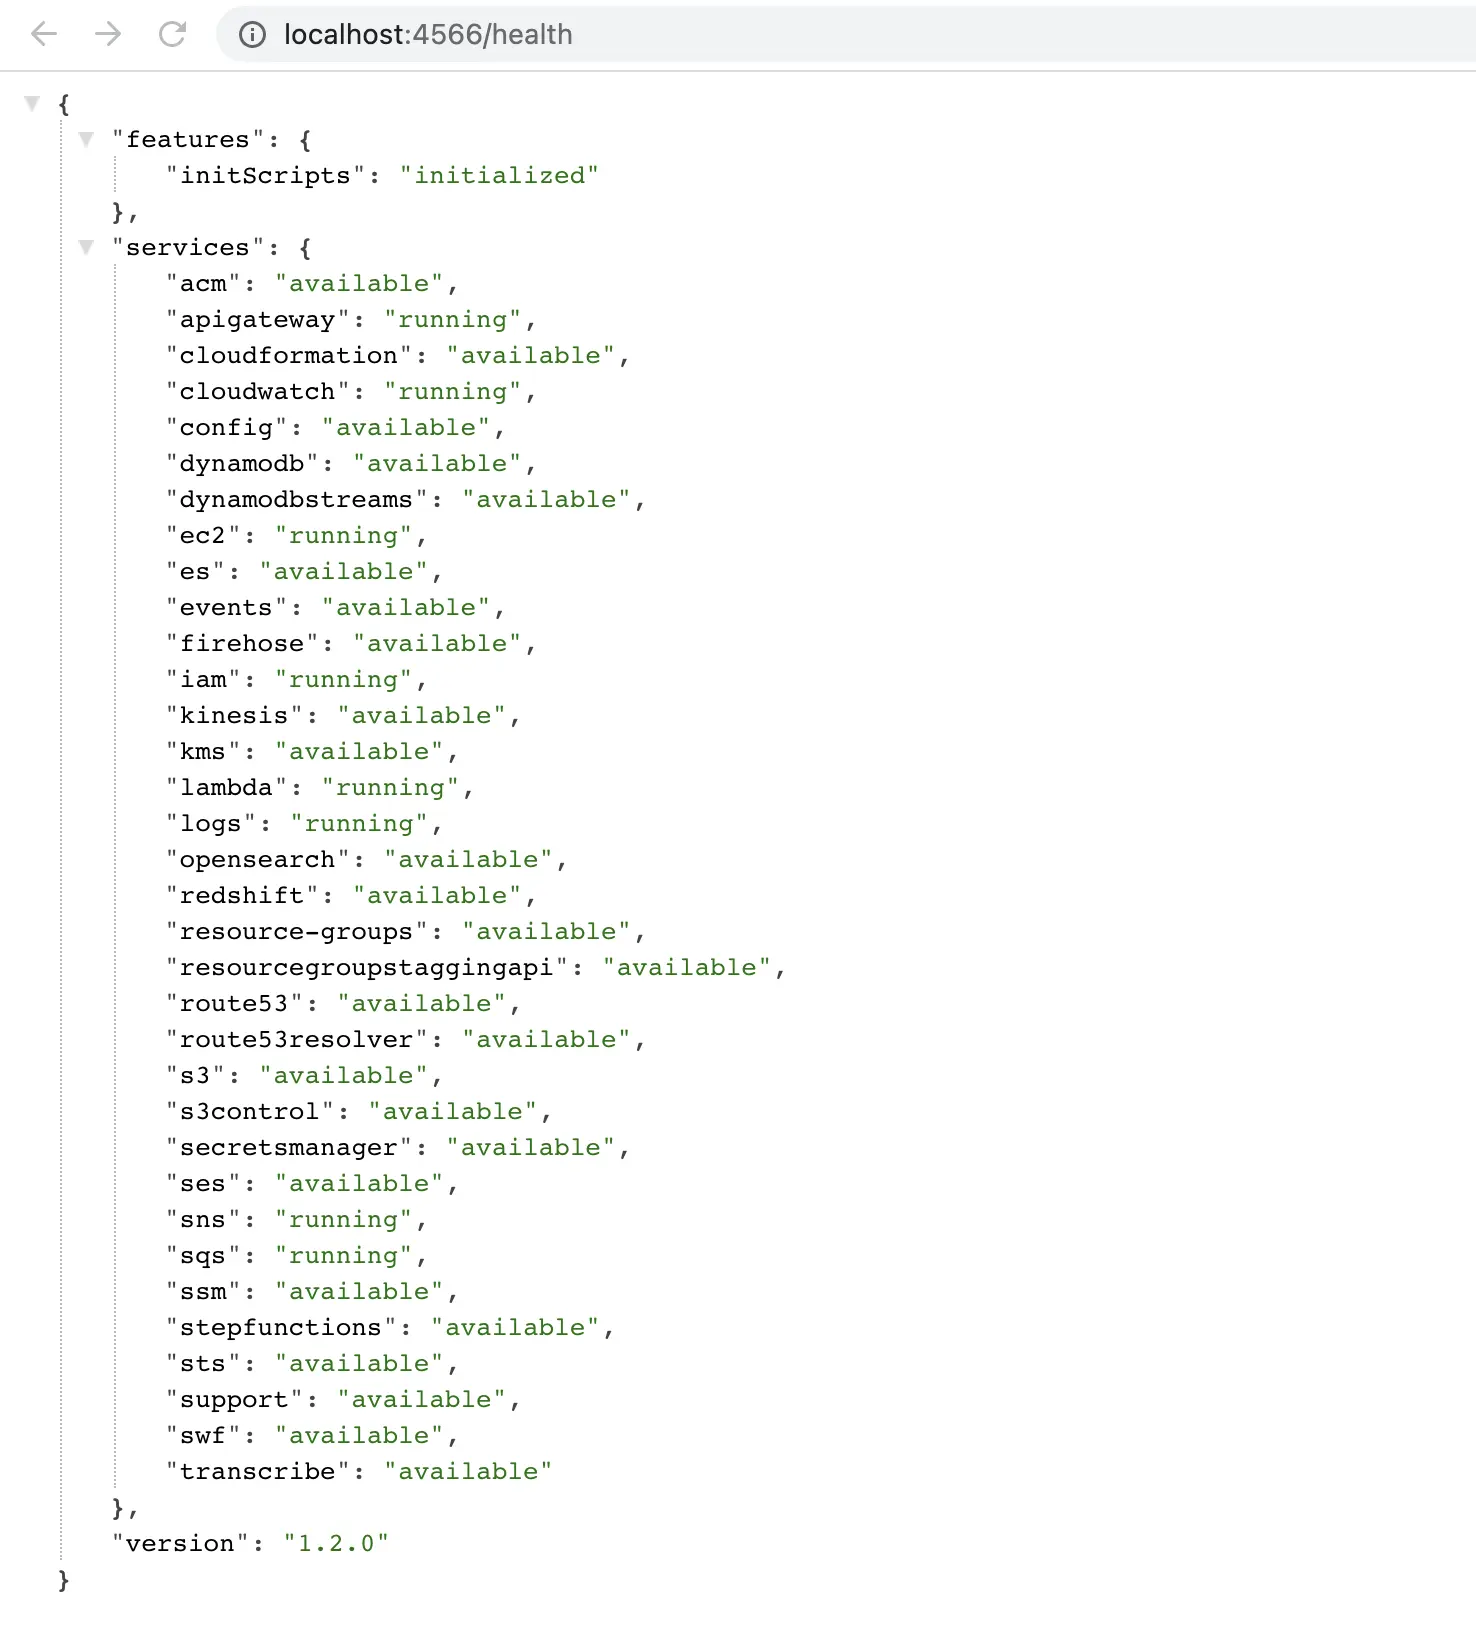 localhost:4566/health
{
"features": {
"initScripts": "initialized"
},
"services": {
"acm": "available",
"apigateway": "running",
"cloudformation": "available",
"cloudwatch": "running",
"config": "available",
"dynamodb": "available",
"dynamodbstreams": "available",
"ec2": "running",
"es": "available",
"events": "available",
"firehose": "available",
"iam": "running",
"kinesis": "available",
"kms": "available",
"lambda": "running",
"logs": "running",
"opensearch": "available",
"redshift": "available",
"resource-groups": "available",
"resourcegroupstaggingapi": "available",
"route53": "available",
"route53resolver": "available",
"s3": "available",
"s3control": "available",
"secretsmanager": "available",
"ses": "available",
"sns": "running",
"sqs": "running",
"ssm": "available",
"stepfunctions": "available",
"sts": "available",
"support": "available",
"swf": "available",
"transcribe": "available"
},
"version": "1.2.0"
}